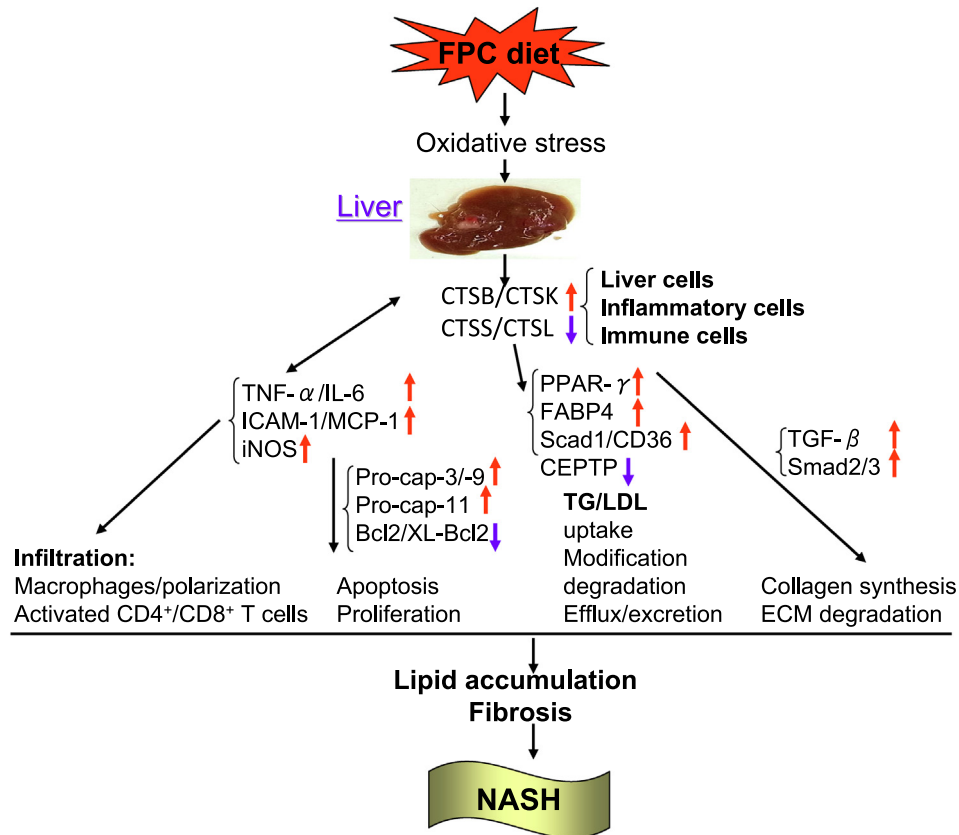 FPC diet
Oxidative stress
Liver
CTSB/CTSK
CTSS/CTSL
Liver cells
Inflammatory cells
Immune cells
TNF-α/IL-6
ICAM-1/MCP-1
iNOS
Pro-cap-3/-9
Pro-cap-11
Bcl2/XL-Bcl2
PPAR-γ
FABP4
Scad1/CD36
CEPTP
TG/LDL
uptake
Modification
degradation
Efflux/excretion
TGF-β
Smad2/3
Infiltration:
Macrophages/polarization
Activated CD4⁺/CD8⁺ T cells
Apoptosis
Proliferation
Collagen synthesis
ECM degradation
Lipid accumulation
Fibrosis
NASH